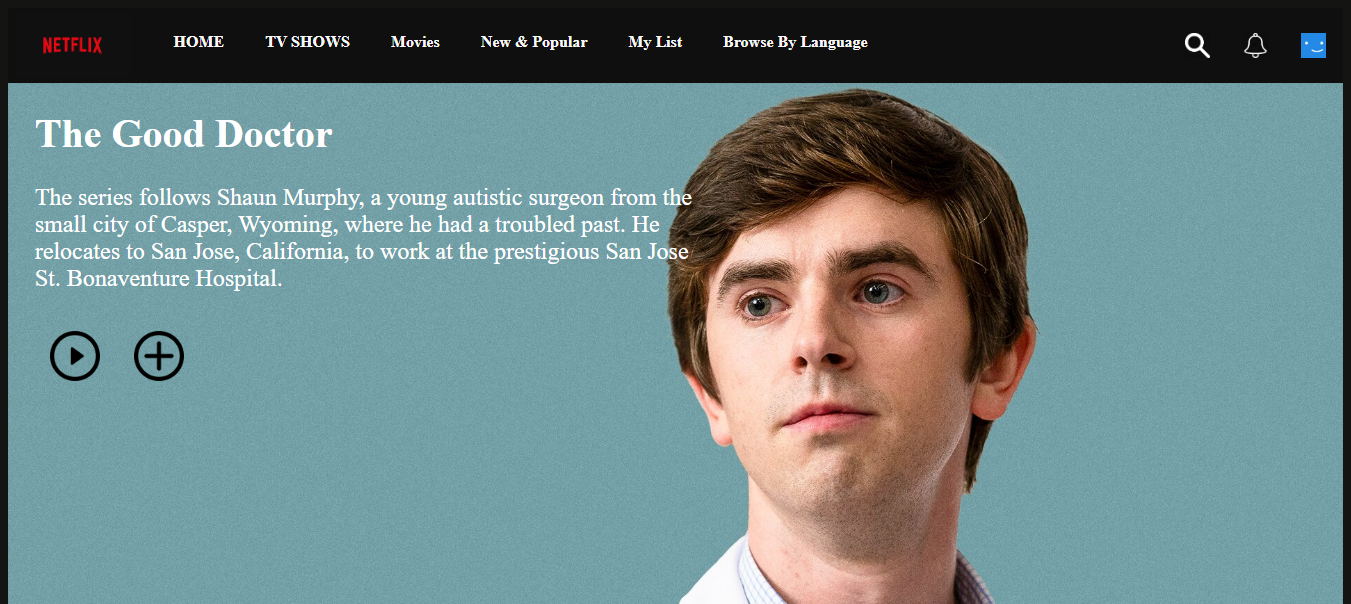 NETFLIX HOME TV SHOWS Movies New & Popular My List Browse By Language
The Good Doctor
The series follows Shaun Murphy, a young autistic surgeon from the
small city of Casper, Wyoming, where he had a troubled past. He
relocates to San Jose, California, to work at the prestigious San Jose
St. Bonaventure Hospital.